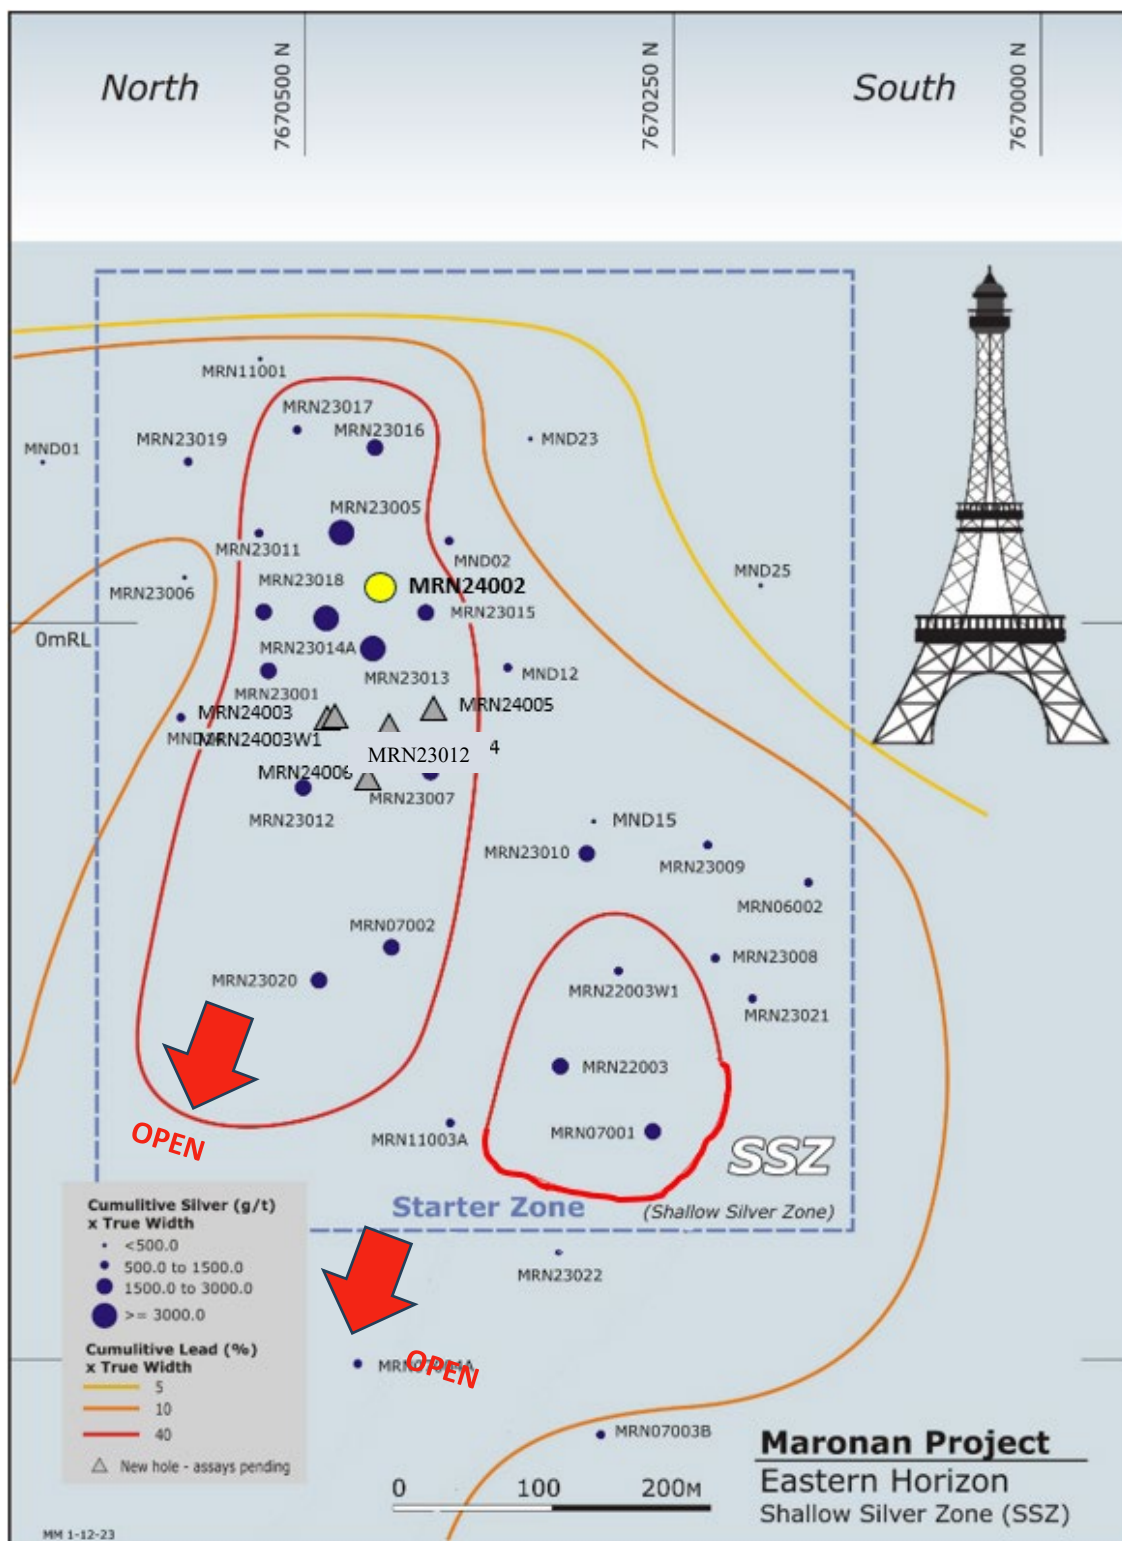 North
7670500 N
7670250 N
South
7670000 N
MRN11001
MRN23017
MRN23016
MRN23019
MND01
MND23
MRN23005
MRN23011
MND02
MRN23018
MRN24002
MND25
MRN23006
MRN23015
0mRL
MRN23014A
MRN23013
MND12
MRN23001
MRN24003
MRN24005
MRN24003W1
MRN23012
4
MRN24006
MRN23007
MRN23012
MND15
MRN23010
MRN23009
MRN06002
MRN07002
MRN23020
MRN23008
MRN22003W1
MRN23021
MRN22003
OPEN
MRN11003A
MRN07001
SSZ
Starter Zone
(Shallow Silver Zone)
Cumulitive Silver (g/t)
x True Width
<500.0
500.0 to 1500.0
1500.0 to 3000.0
>= 3000.0
Cumulitive Lead (%)
x True Width
5
10
40
New hole - assays pending
MRN23022
OPEN
MRN07003B
Maronan Project
Eastern Horizon
Shallow Silver Zone (SSZ)
0 100 200M
MM 1-12-23